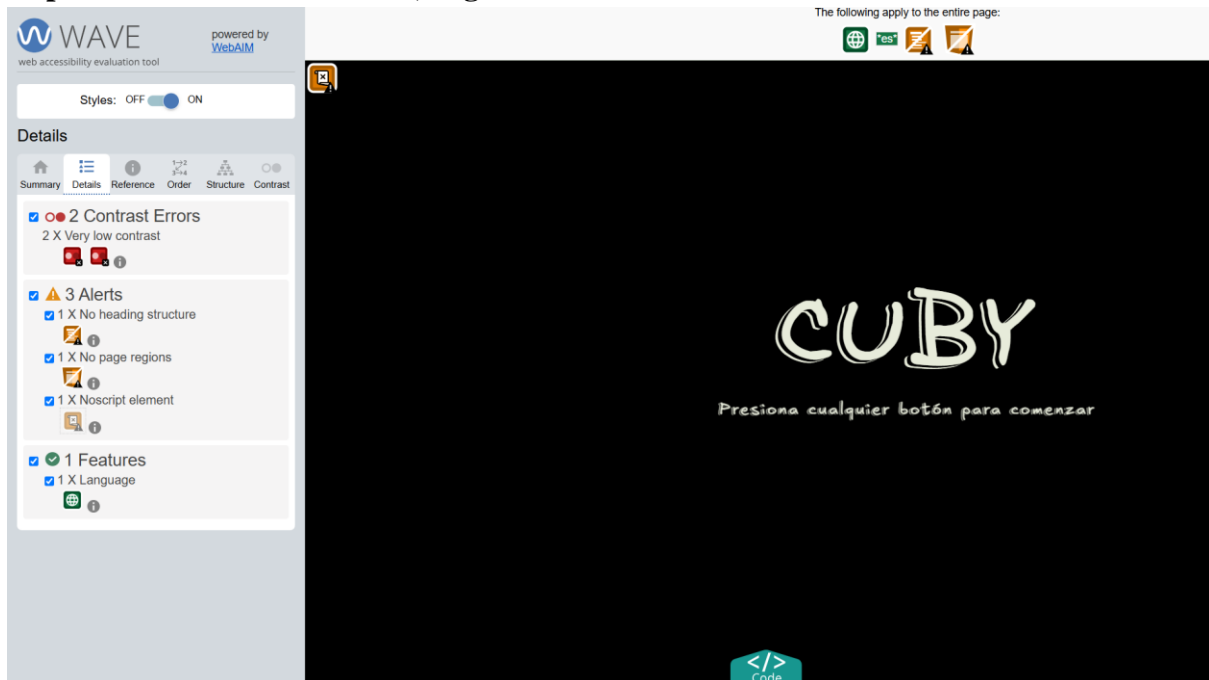 The following apply to the entire page:
"es"
WAVE
powered by
WebAIM
web accessibility evaluation tool
Styles: OFF ON
Details
Summary Details Reference Order Structure Contrast
2 Contrast Errors
2 X Very low contrast
3 Alerts
1 X No heading structure
1 X No page regions
1 X Noscript element
1 Features
1 X Language
CUBY
Presiona cualquier botón para comenzar
</>
Code